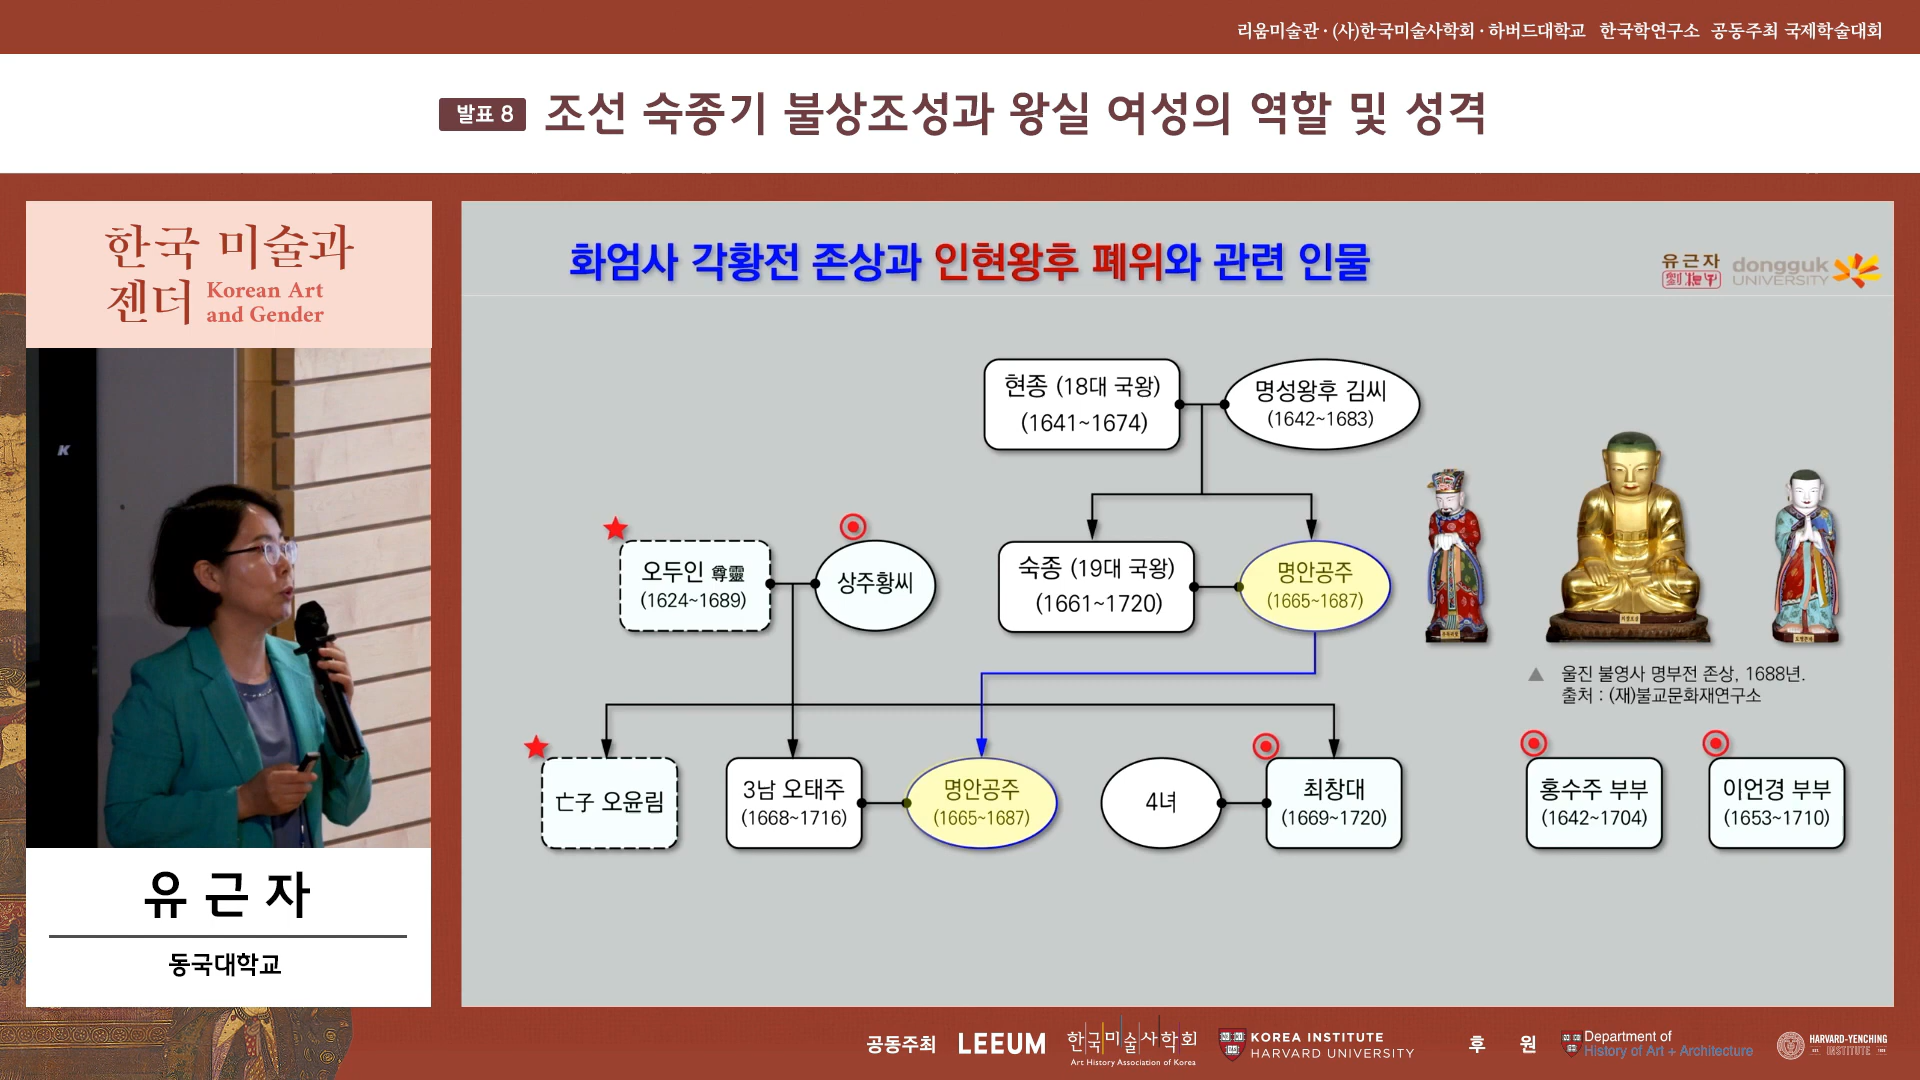 리움미술관 · (사)한국미술사학회 · 하버드대학교 한국학연구소 공동주최 국제학술대회
발표 8 조선 숙종기 불상조성과 왕실 여성의 역할 및 성격
한국 미술과
젠더 Korean Art
and Gender
K
유 근 자
동국대학교
화엄사 각황전 존상과 인현왕후 폐위와 관련 인물
유근자
dongguk
UNIVERSITY
현종 (18대 국왕)
(1641~1674)
명성왕후 김씨
(1642~1683)
오두인 尊靈
(1624~1689)
상주황씨
숙종 (19대 국왕)
(1661~1720)
명안공주
(1665~1687)
▲ 울진 불영사 명부전 존상, 1688년.
출처 : (재)불교문화재연구소
亡子 오윤림
3남 오태주
(1668~1716)
명안공주
(1665~1687)
4녀
최창대
(1669~1720)
홍수주 부부
(1642~1704)
이언경 부부
(1653~1710)
공동주최 LEEUM
한국미술사학회
Art History Association of Korea
KOREA INSTITUTE
HARVARD UNIVERSITY
후 원
Department of
History of Art + Architecture
HARVARD-YENCHING
INSTITUTE